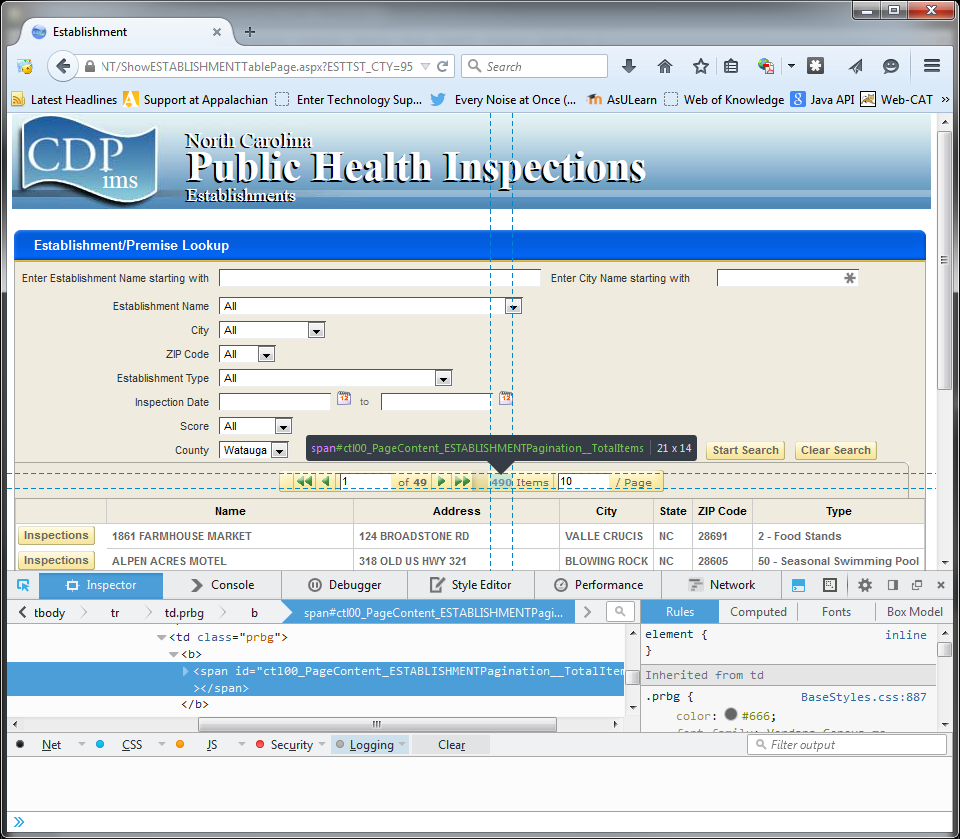 Establishment
NT/ShowESTABLISHMENTTablePage.aspx?ESTTST_CTY=95
Search
Latest Headlines
Support at Appalachian
Enter Technology Sup...
Every Noise at Once (...
AsULearn
Web of Knowledge
Java API
Web-CAT
»
CDP
ims
North Carolina
Public Health Inspections
Establishments
Establishment/Premise Lookup
Enter Establishment Name starting with
Enter City Name starting with
Establishment Name All
City All
ZIP Code All
Establishment Type All
Inspection Date 12 to 12
Score All
County Watauga
span#ctl00_PageContent_ESTABLISHMENTPagination__TotalItems 21 x 14
Start Search Clear Search
1 of 49 490 Items 10 / Page
Name Address City State ZIP Code Type
Inspections 1861 FARMHOUSE MARKET 124 BROADSTONE RD VALLE CRUCIS NC 28691 2 - Food Stands
Inspections ALPEN ACRES MOTEL 318 OLD US HWY 321 BLOWING ROCK NC 28605 50 - Seasonal Swimming Pool
Inspector Console Debugger Style Editor Performance Network
tbody tr td.prbg b span#ctl00_PageContent_ESTABLISHMENTPagi...
Rules Computed Fonts Box Model
<td class="prbg">
<b>
<span id="ctl00_PageContent_ESTABLISHMENTPagination__TotalItem
></span>
</b>
element { inline
}
Inherited from td
.prbg { BaseStyles.css:887
color: #666;
Net CSS JS Security Logging Clear
Filter output
»